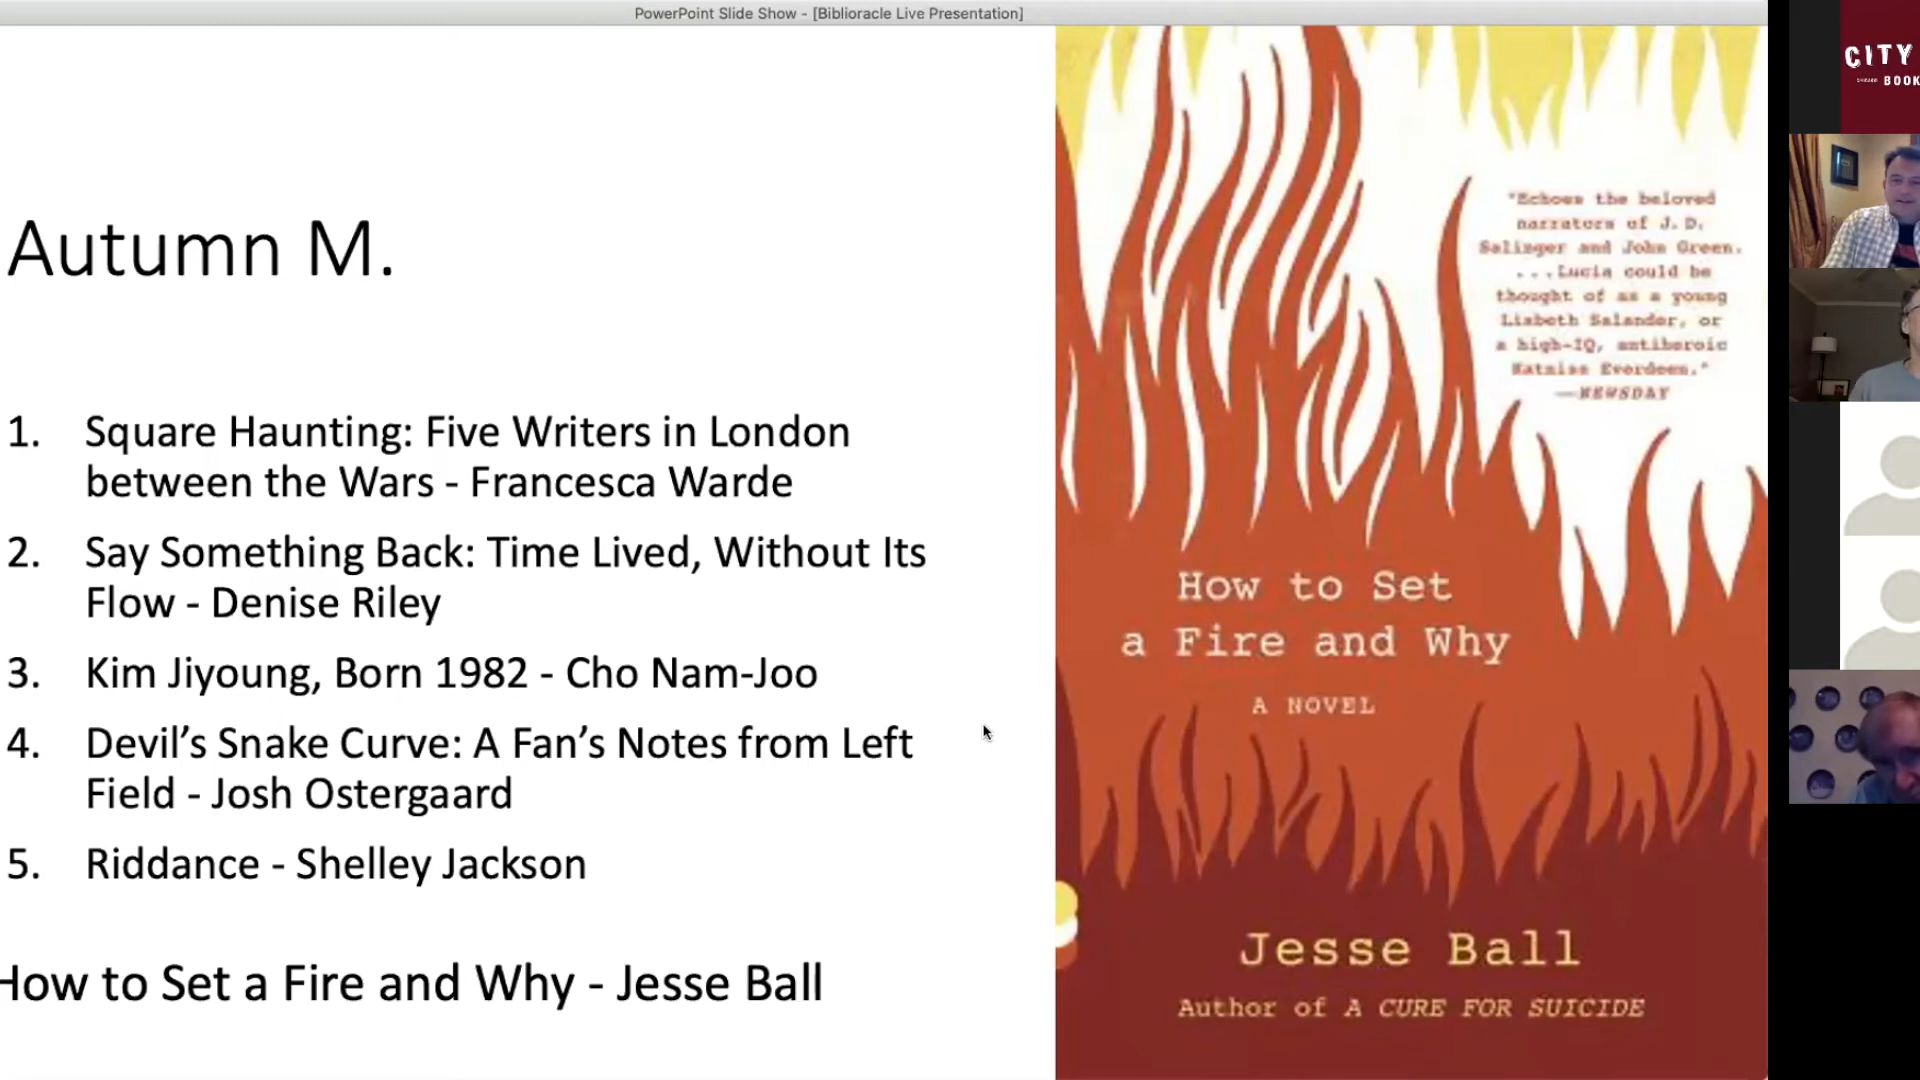 PowerPoint Slide Show - [Biblioracle Live Presentation]
Autumn M.
1. Square Haunting: Five Writers in London
between the Wars - Francesca Warde
2. Say Something Back: Time Lived, Without Its
Flow - Denise Riley
3. Kim Jiyoung, Born 1982 - Cho Nam-Joo
4. Devil’s Snake Curve: A Fan’s Notes from Left
Field - Josh Ostergaard
5. Riddance - Shelley Jackson
How to Set a Fire and Why - Jesse Ball
"Echoes the beloved
narrators of J. D.
Salinger and John Green.
...Lucia could be
thought of as a young
Lisbeth Salander, or
a high-IQ, antiheroic
Katniss Everdeen."
—NEWSDAY
How to Set
a Fire and Why
A NOVEL
Jesse Ball
Author of A CURE FOR SUICIDE
CITY
BOOK